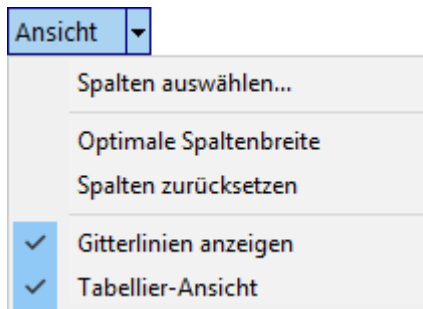 Ansicht
Spalten auswählen...
Optimale Spaltenbreite
Spalten zurücksetzen
Gitterlinien anzeigen
Tabellier-Ansicht